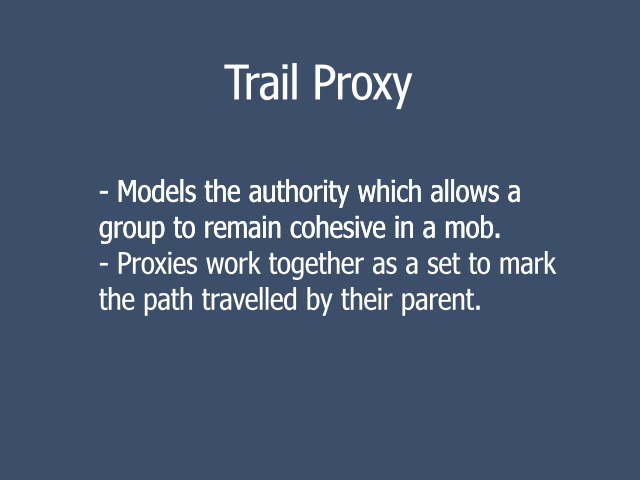 Trail Proxy
- Models the authority which allows a
group to remain cohesive in a mob.
- Proxies work together as a set to mark
the path travelled by their parent.